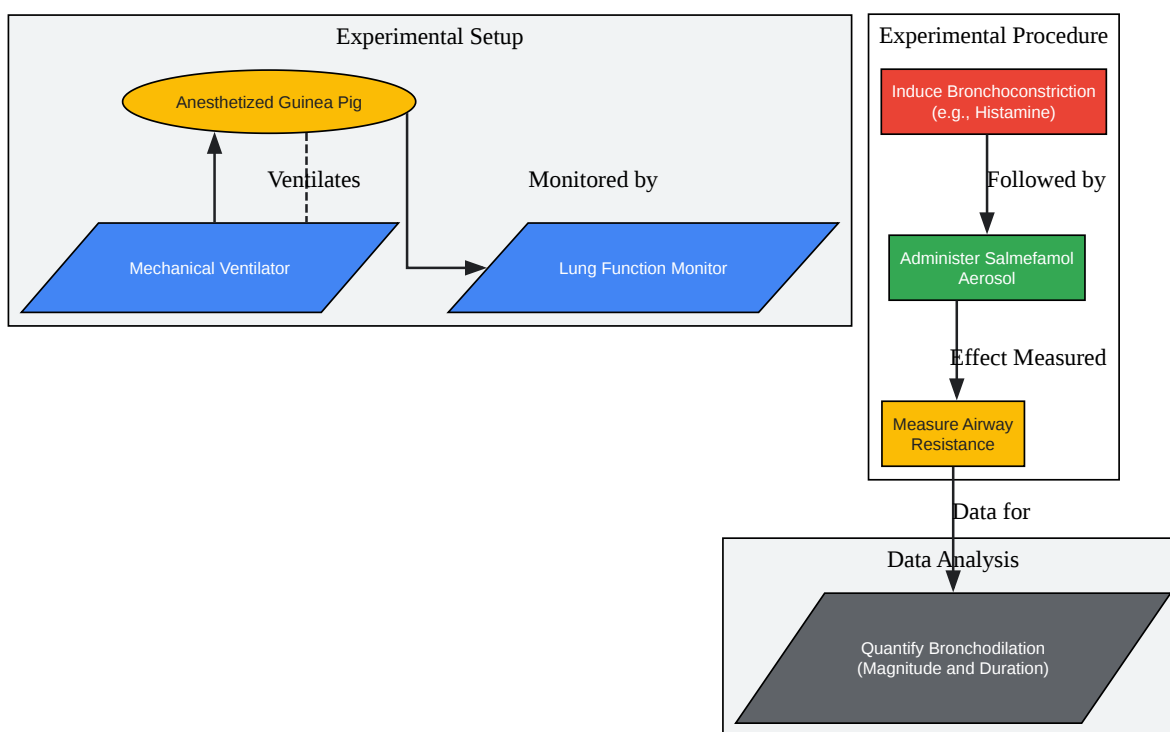 Experimental Setup
Anesthetized Guinea Pig
Ventilates
Monitored by
Mechanical Ventilator
Lung Function Monitor
Experimental Procedure
Induce Bronchoconstriction
(e.g., Histamine)
Followed by
Administer Salmefamol
Aerosol
Effect Measured
Measure Airway
Resistance
Data for
Data Analysis
Quantify Bronchodilation
(Magnitude and Duration)